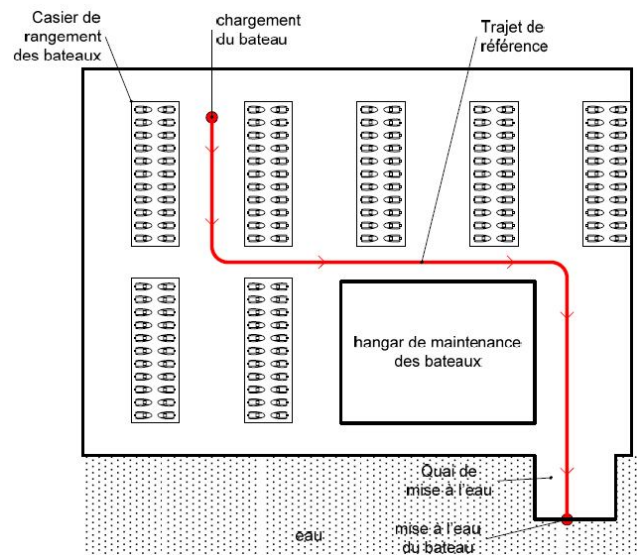 Casier de
rangement
des bateaux
chargement
du bateau
Trajet de
référence
hangar de maintenance
des bateaux
Quai de
mise à l'eau
eau
mise à l'eau
du bateau